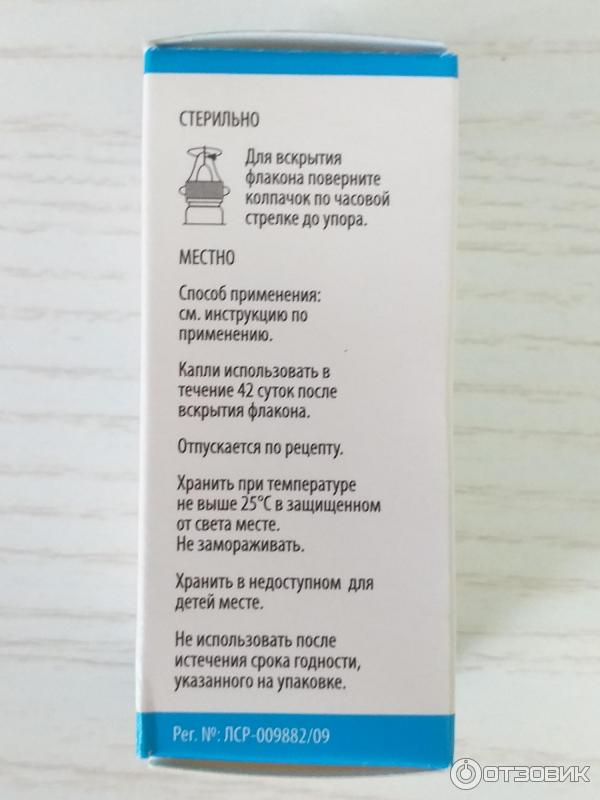 СТЕРИЛЬНО
Для вскрытия
флакона поверните
колпачок по часовой
стрелке до упора.
МЕСТНО
Способ применения:
см. инструкцию по
применению.
Капли использовать в
течение 42 суток после
вскрытия флакона.
Отпускается по рецепту.
Хранить при температуре
не выше 25°С в защищенном
от света месте.
Не замораживать.
Хранить в недоступном для
детей месте.
Не использовать после
истечения срока годности,
указанного на упаковке.
Рег. №: ЛСР-009882/09
ОТЗОВИК